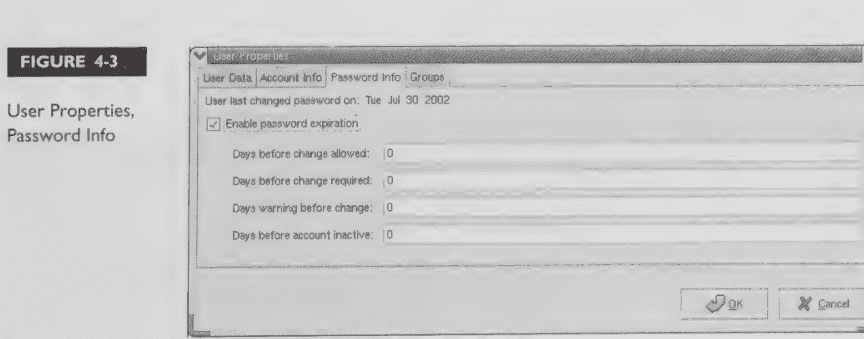 FIGURE 4-3
User Properties,
Password Info
User Properties
User Data Account Info Password Info Groups
User last changed password on: Tue Jul 30 2002
Enable password expiration
Days before change allowed: 0
Days before change required: 0
Days warning before change: 0
Days before account inactive: 0
OK Cancel